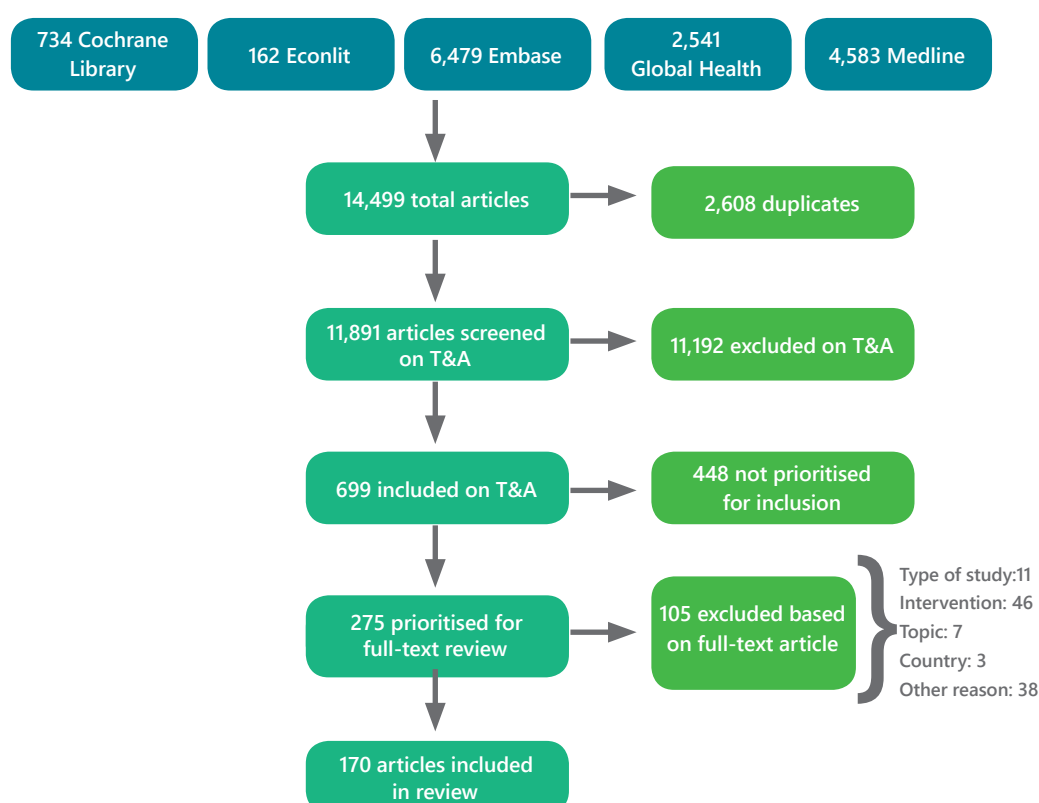 734 Cochrane
Library
162 Econlit
6,479 Embase
2,541
Global Health
4,583 Medline
14,499 total articles
2,608 duplicates
11,891 articles screened
on T&A
11,192 excluded on T&A
699 included on T&A
448 not prioritised
for inclusion
275 prioritised for
full-text review
105 excluded based
on full-text article
Type of study:11
Intervention: 46
Topic: 7
Country: 3
Other reason: 38
170 articles included
in review